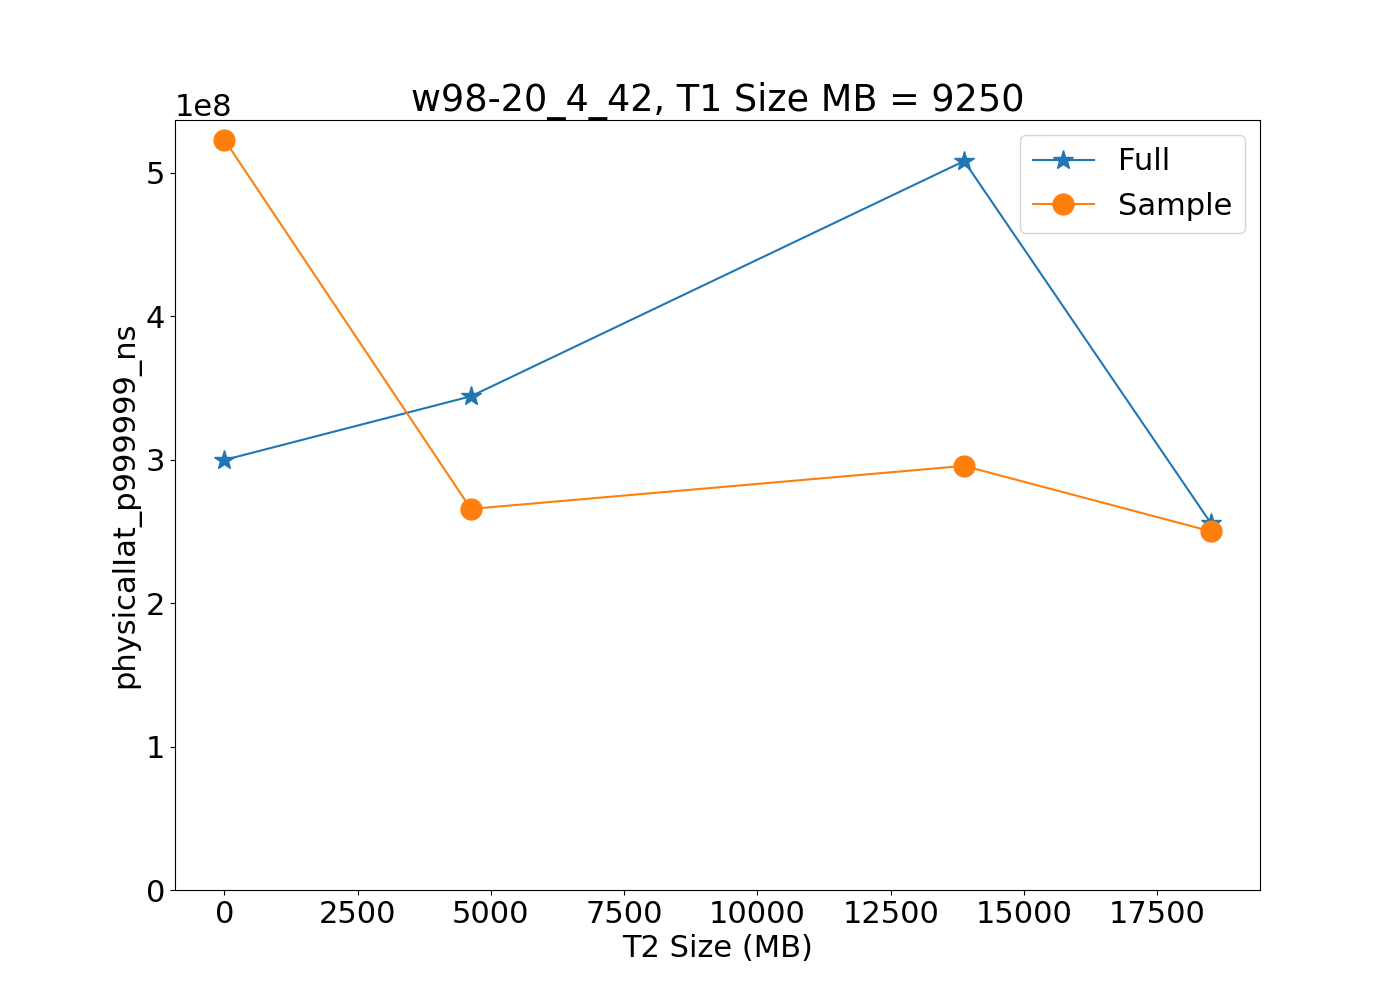 w98-20_4_42, T1 Size MB = 9250
1e8
Full
Sample
5
4
3
2
1
0
physicallat_p999999_ns
0 2500 5000 7500 10000 12500 15000 17500
T2 Size (MB)